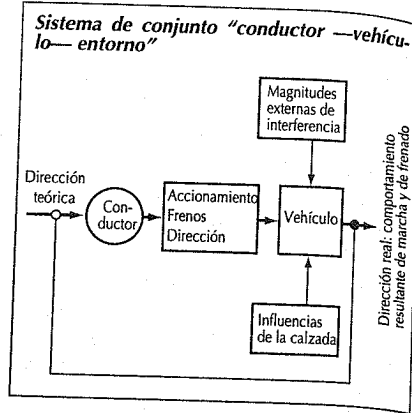 Sistema de conjunto "conductor —vehícu-
lo— entorno"
Magnitudes
externas de
interferencia
Dirección
teórica
Con-
ductor
Accionamiento
Frenos
Dirección
Vehículo
Dirección real: comportamiento
resultante de marcha y de frenado
Influencias
de la calzada